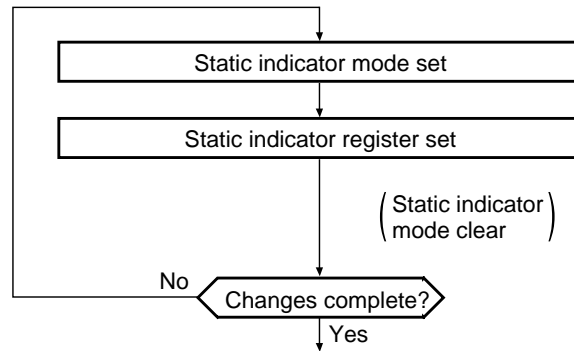 Static indicator mode set
Static indicator register set
(Static indicator
mode clear)
No
Changes complete?
Yes